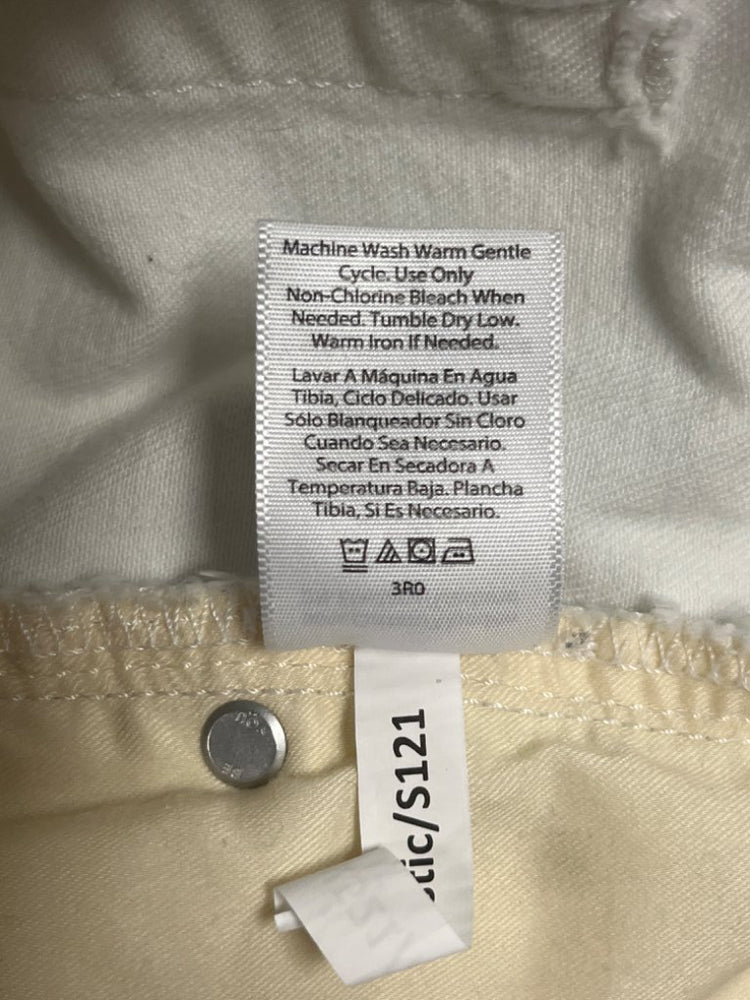 Machine Wash Warm Gentle
Cycle. Use Only
Non-Chlorine Bleach When
Needed. Tumble Dry Low.
Warm Iron If Needed.
Lavar A Máquina En Agua
Tibia, Ciclo Delicado. Usar
Sólo Blanqueador Sin Cloro
Cuando Sea Necesario.
Secar En Secadora A
Temperatura Baja. Plancha
Tibia, Si Es Necesario.
3R0
tic/S121